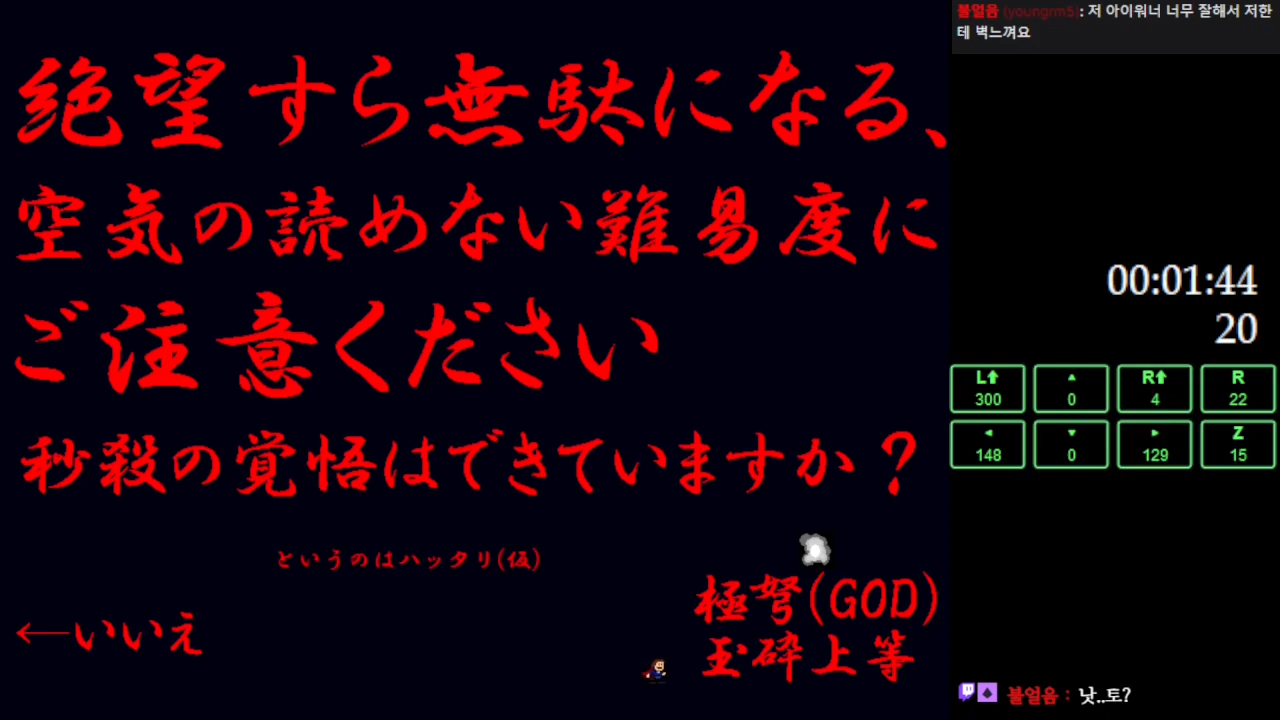 絶望すら無駄になる、
空気の読めない難易度に
ご注意ください
秒殺の覚悟はできていますか？
というのはハッタリ(仮)
極弩(GOD)
玉砕上等
←いいえ
불얼음 (youngrm5): 저 아이워너 너무 잘해서 저한
테 벽느껴요
00:01:44
20
L⬆ ▲ R⬆ R
300 0 4 22
◀ ▼ ▶ Z
148 0 129 15
불얼음 : 낫..토?